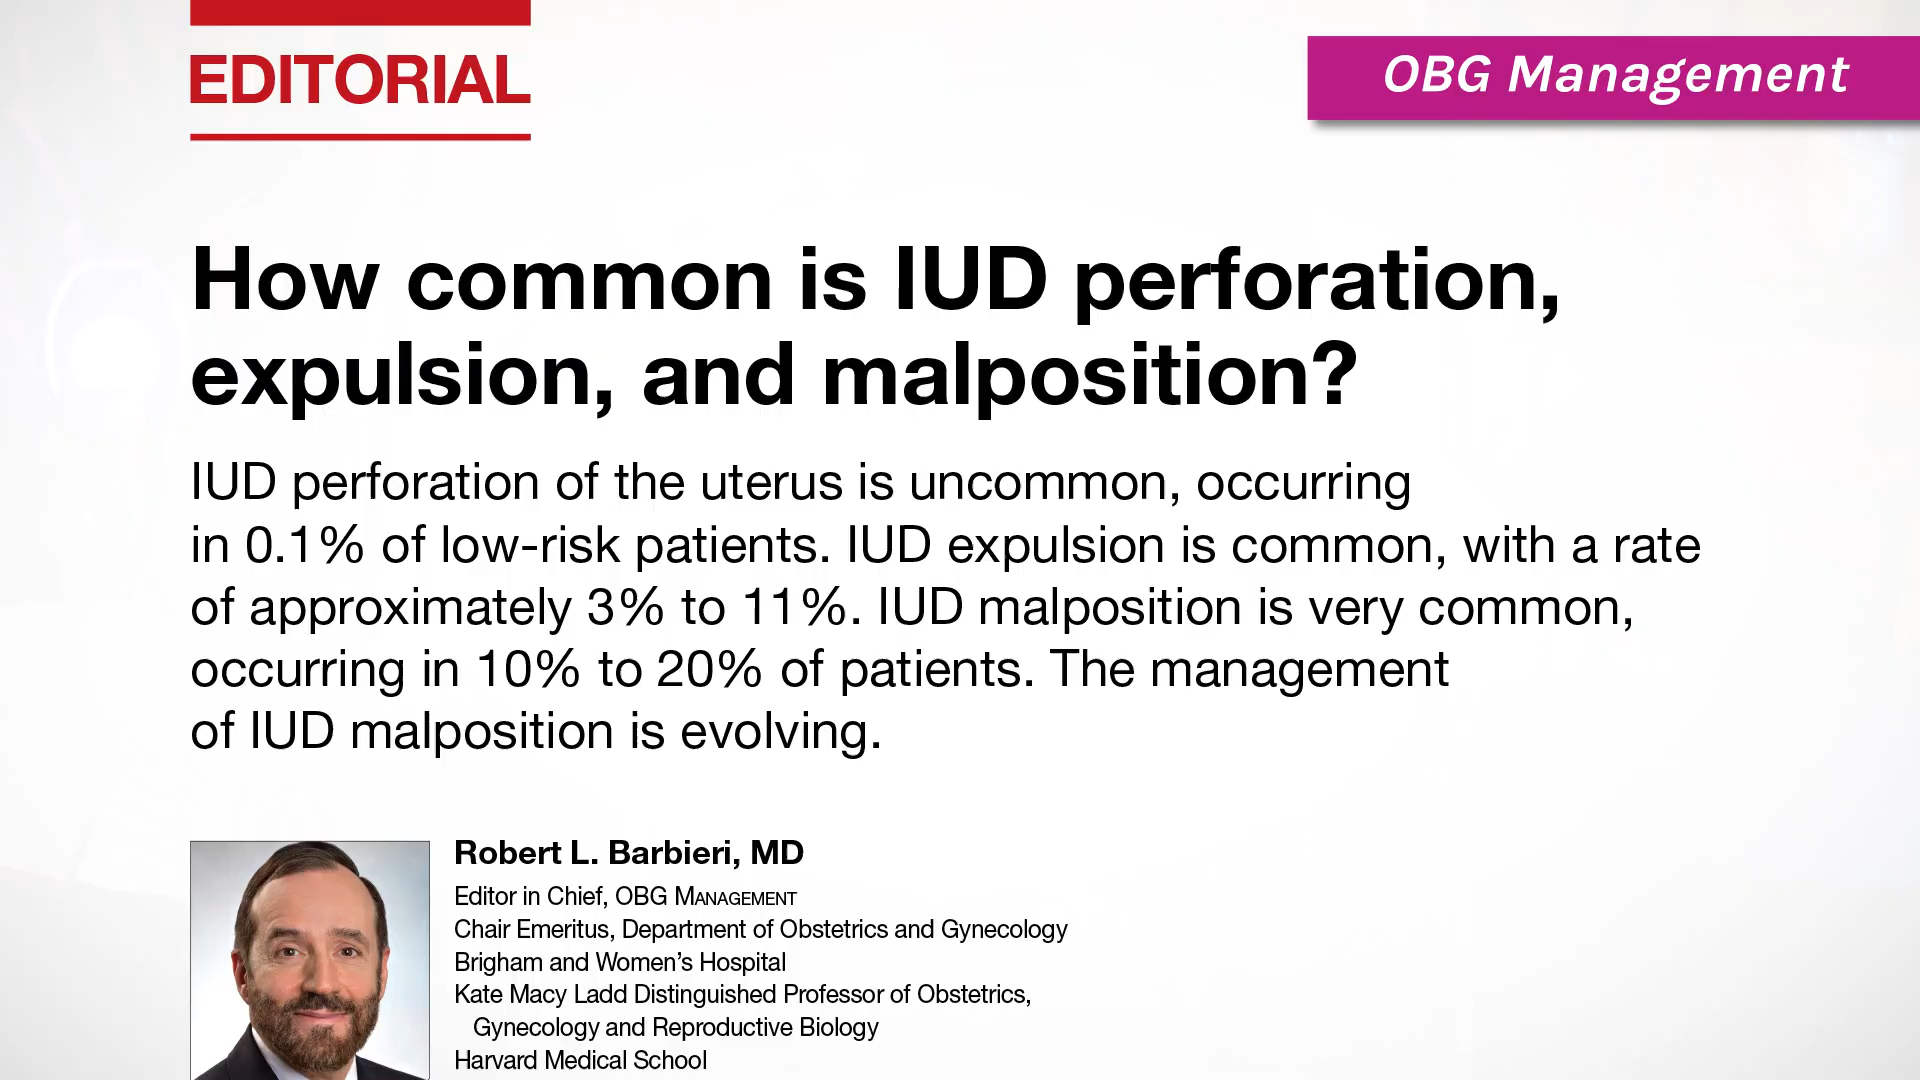 EDITORIAL
OBG Management
How common is IUD perforation,
expulsion, and malposition?
IUD perforation of the uterus is uncommon, occurring
in 0.1% of low-risk patients. IUD expulsion is common, with a rate
of approximately 3% to 11%. IUD malposition is very common,
occurring in 10% to 20% of patients. The management
of IUD malposition is evolving.
Robert L. Barbieri, MD
Editor in Chief, OBG MANAGEMENT
Chair Emeritus, Department of Obstetrics and Gynecology
Brigham and Women’s Hospital
Kate Macy Ladd Distinguished Professor of Obstetrics,
Gynecology and Reproductive Biology
Harvard Medical School